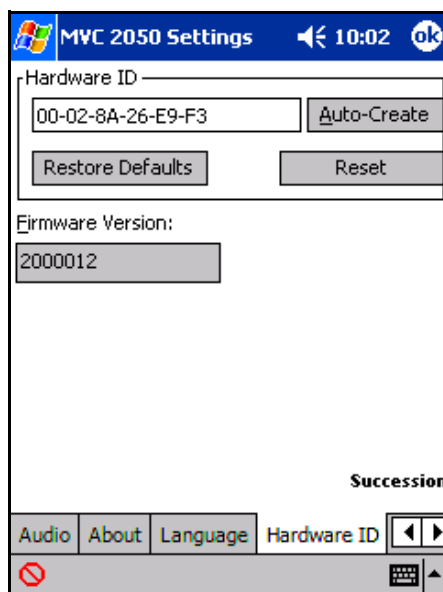 MVC 2050 Settings 10:02 ok
Hardware ID
00-02-8A-26-E9-F3 Auto-Create
Restore Defaults Reset
Firmware Version:
2000012
Succession
Audio About Language Hardware ID